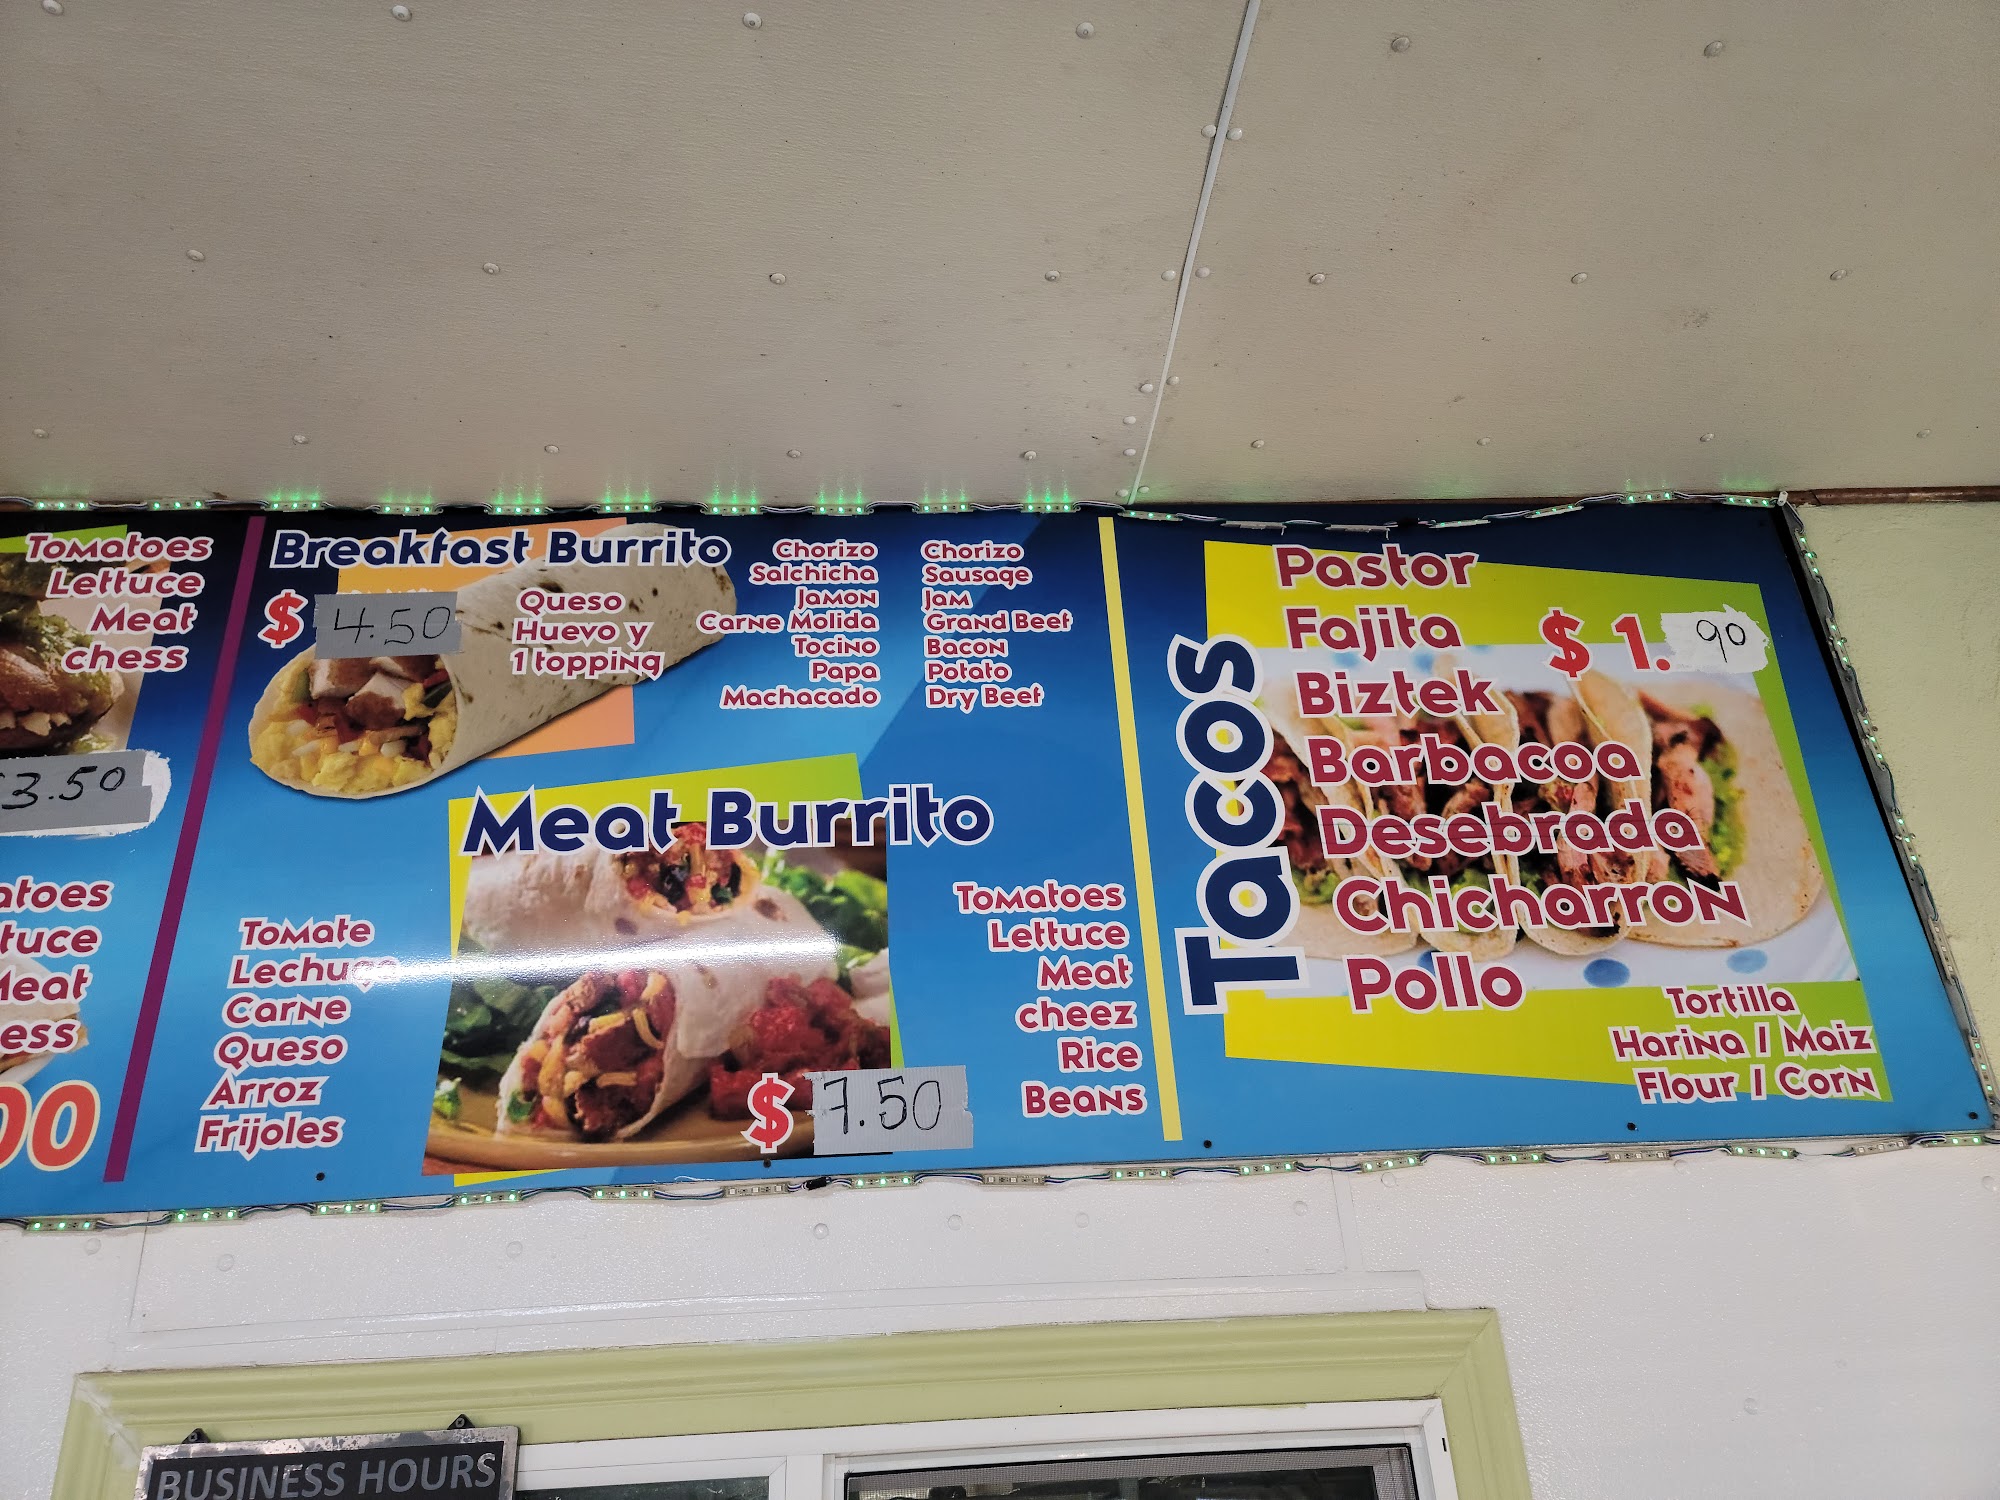 Tomatoes
Lettuce
Meat
chess
3.50
Lettuce
Meat
00
Breakfast Burrito
$ 4.50
Queso
Huevo y
1 topping
Chorizo
Salchicha
Jamon
Carne Molida
Tocino
Papa
Machacado
Chorizo
Sausage
Jam
Grand Beef
Bacon
Potato
Dry Beef
Meat Burrito
Tomate
Lechuga
Carne
Queso
Arroz
Frijoles
$ 7.50
Tomatoes
Lettuce
Meat
cheez
Rice
Beans
Tacos
Pastor
Fajita
Biztek
Barbacoa
Desebrada
Chicharron
Pollo
$ 1.90
Tortilla
Harina / Maiz
Flour / Corn
BUSINESS HOURS